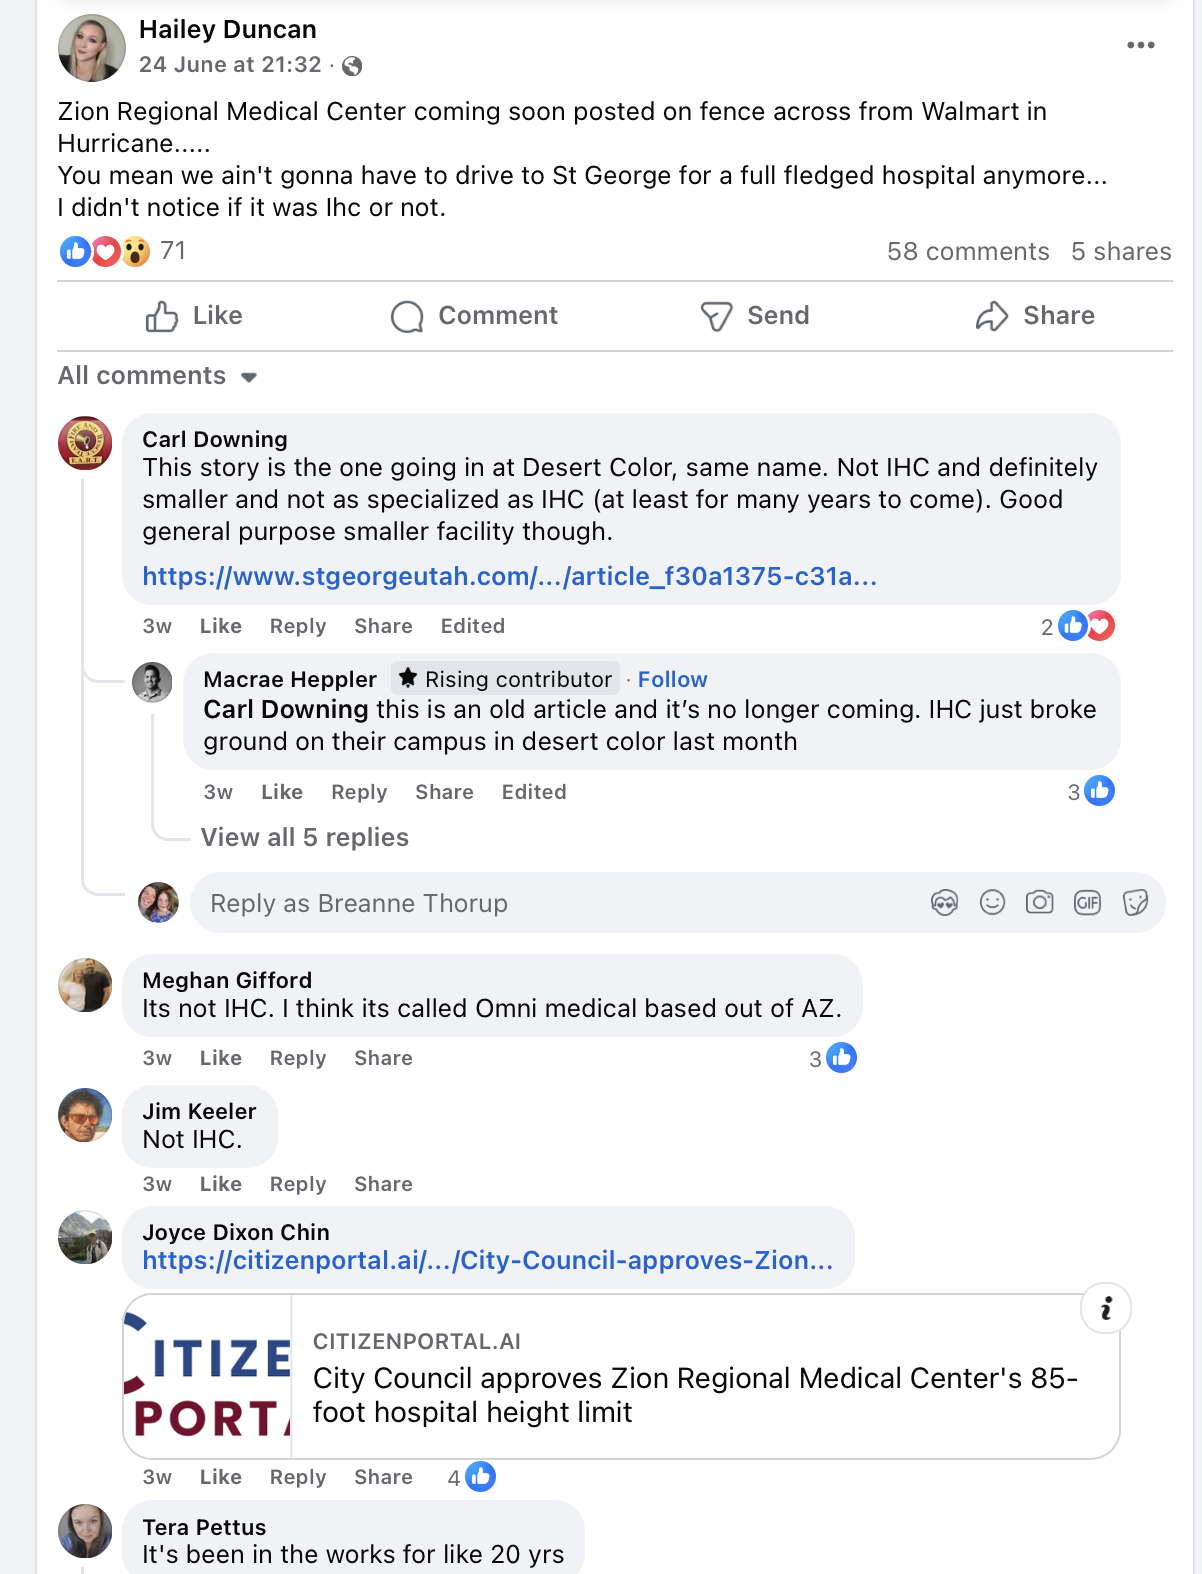 Hailey Duncan
24 June at 21:32 ·
Zion Regional Medical Center coming soon posted on fence across from Walmart in
Hurricane.....
You mean we ain't gonna have to drive to St George for a full fledged hospital anymore...
I didn't notice if it was Ihc or not.
71
58 comments 5 shares
Like Comment Send Share
All comments
Carl Downing
This story is the one going in at Desert Color, same name. Not IHC and definitely
smaller and not as specialized as IHC (at least for many years to come). Good
general purpose smaller facility though.
https://www.stgeorgeutah.com/.../article_f30a1375-c31a...
3w Like Reply Share Edited 2
Macrae Heppler Rising contributor · Follow
Carl Downing this is an old article and it’s no longer coming. IHC just broke
ground on their campus in desert color last month
3w Like Reply Share Edited 3
View all 5 replies
Reply as Breanne Thorup GIF
Meghan Gifford
Its not IHC. I think its called Omni medical based out of AZ.
3w Like Reply Share 3
Jim Keeler
Not IHC.
3w Like Reply Share
Joyce Dixon Chin
https://citizenportal.ai/.../City-Council-approves-Zion...
CITIZE
PORTA
CITIZENPORTAL.AI
City Council approves Zion Regional Medical Center's 85-
foot hospital height limit
3w Like Reply Share 4
Tera Pettus
It's been in the works for like 20 yrs